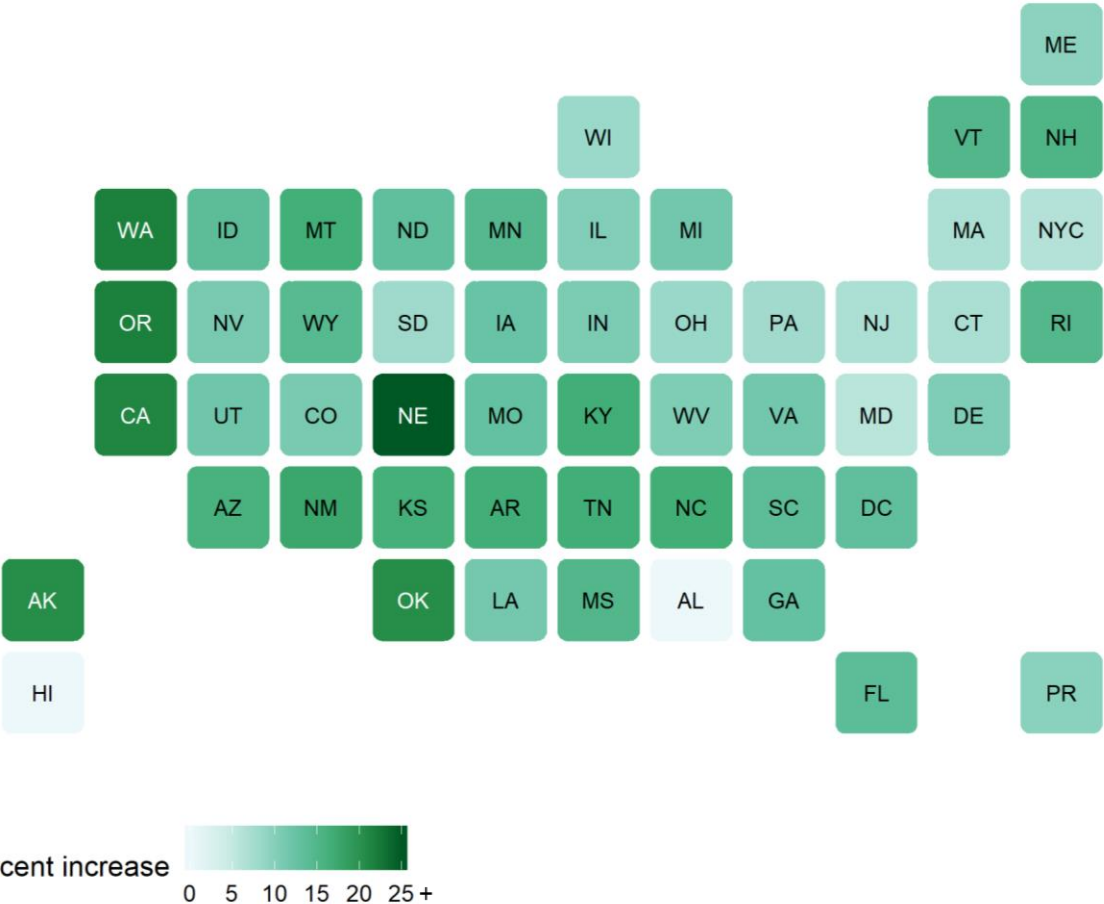 ME
WI VT NH
WA ID MT ND MN IL MI MA NYC
OR NV WY SD IA IN OH PA NJ CT RI
CA UT CO NE MO KY WV VA MD DE
AZ NM KS AR TN NC SC DC
AK OK LA MS AL GA
HI FL PR
cent increase
0 5 10 15 20 25 +